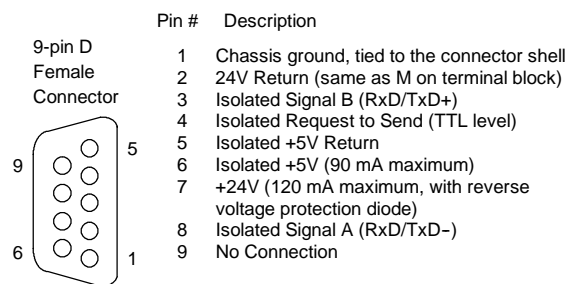 Pin # Description
9-pin D
Female
Connector
5
9
6
1
1 Chassis ground, tied to the connector shell
2 24V Return (same as M on terminal block)
3 Isolated Signal B (RxD/TxD+)
4 Isolated Request to Send (TTL level)
5 Isolated +5V Return
6 Isolated +5V (90 mA maximum)
7 +24V (120 mA maximum, with reverse
voltage protection diode)
8 Isolated Signal A (RxD/TxD–)
9 No Connection